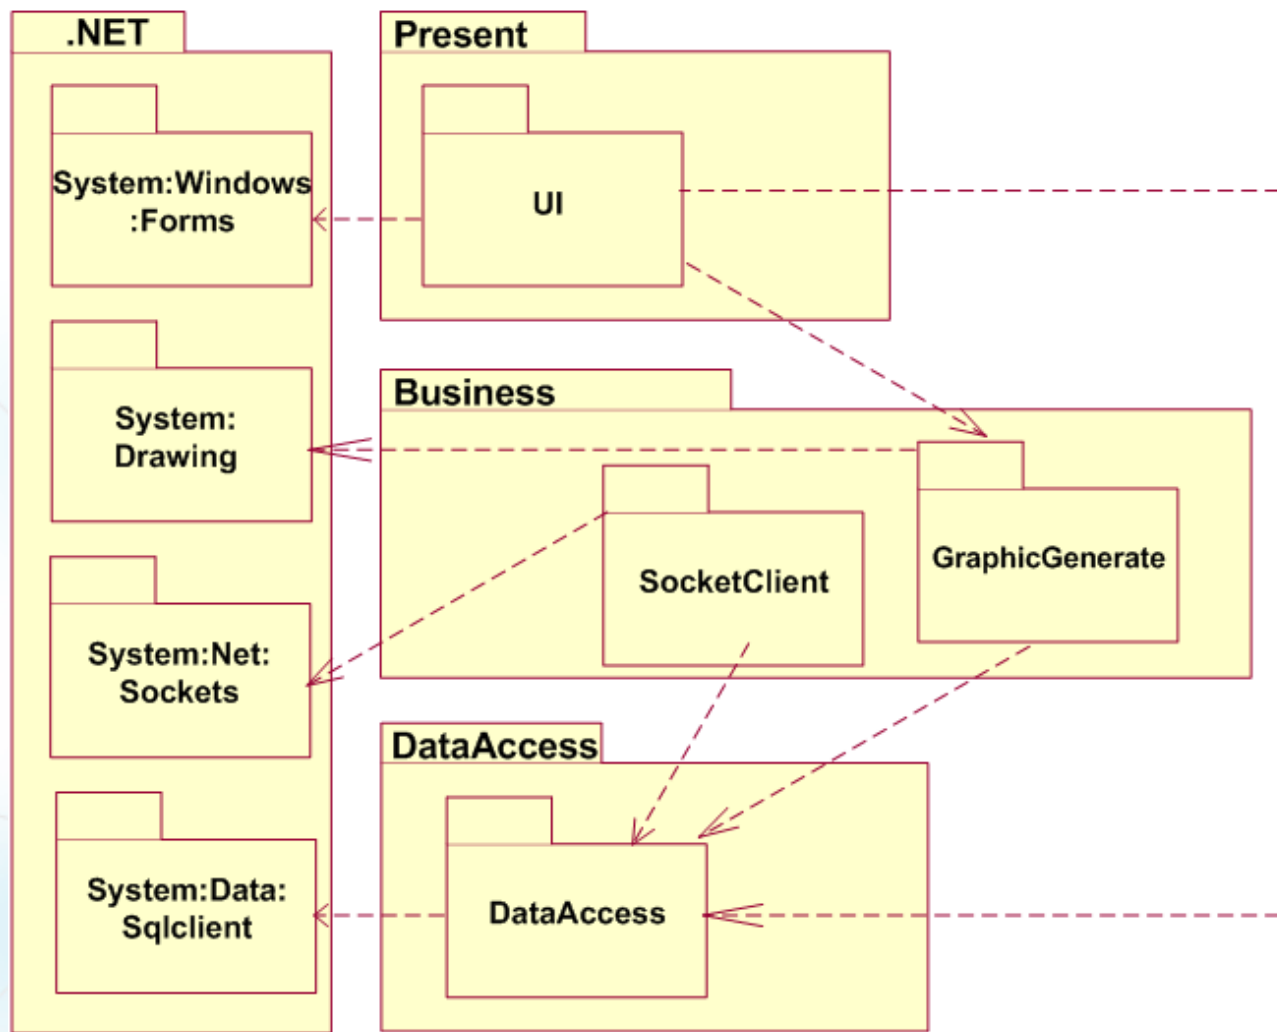 .NET
System:Windows
:Forms
System:
Drawing
System:Net:
Sockets
System:Data:
Sqlclient
Present
UI
Business
SocketClient
GraphicGenerate
DataAccess
DataAccess